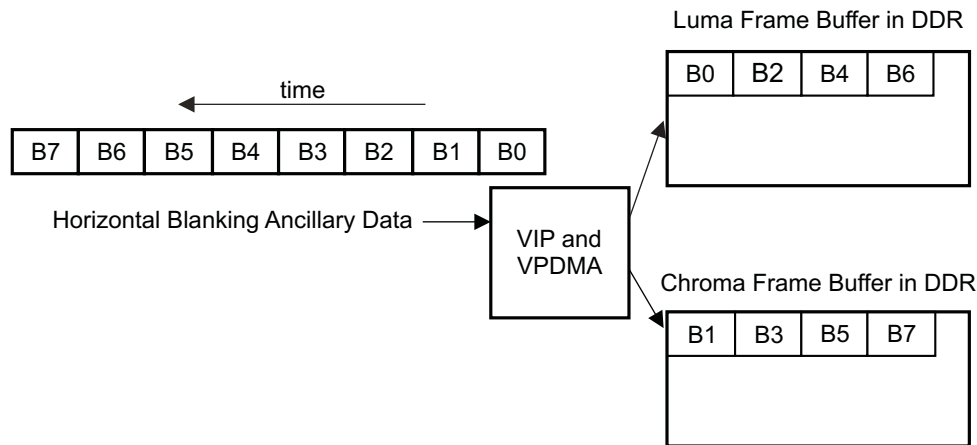 Luma Frame Buffer in DDR
B0 B2 B4 B6
time
B7 B6 B5 B4 B3 B2 B1 B0
Horizontal Blanking Ancillary Data
VIP and
VPDMA
Chroma Frame Buffer in DDR
B1 B3 B5 B7